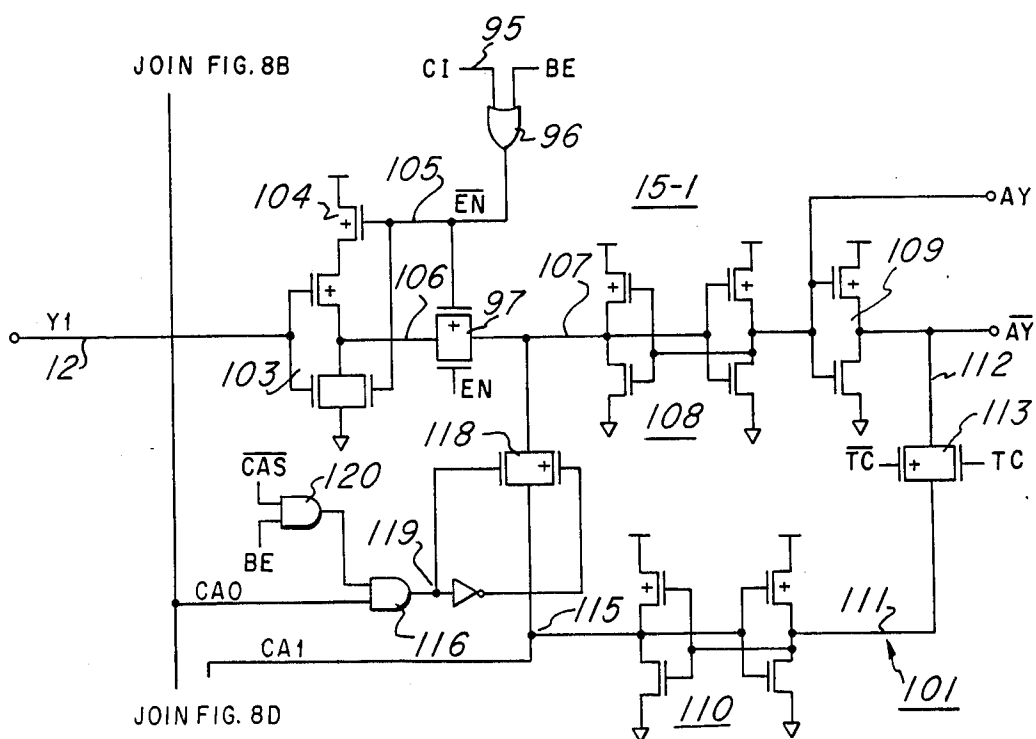 95
JOIN FIG. 8B
CI
BE
96
105
EN
15-1
104
AY
109
106
97
107
Y1
AY
12
103
EN
112
108
113
118
CAS
120
TC
TC
119
BE
CA0
115
111
116
CA1
101
110
JOIN FIG. 8D